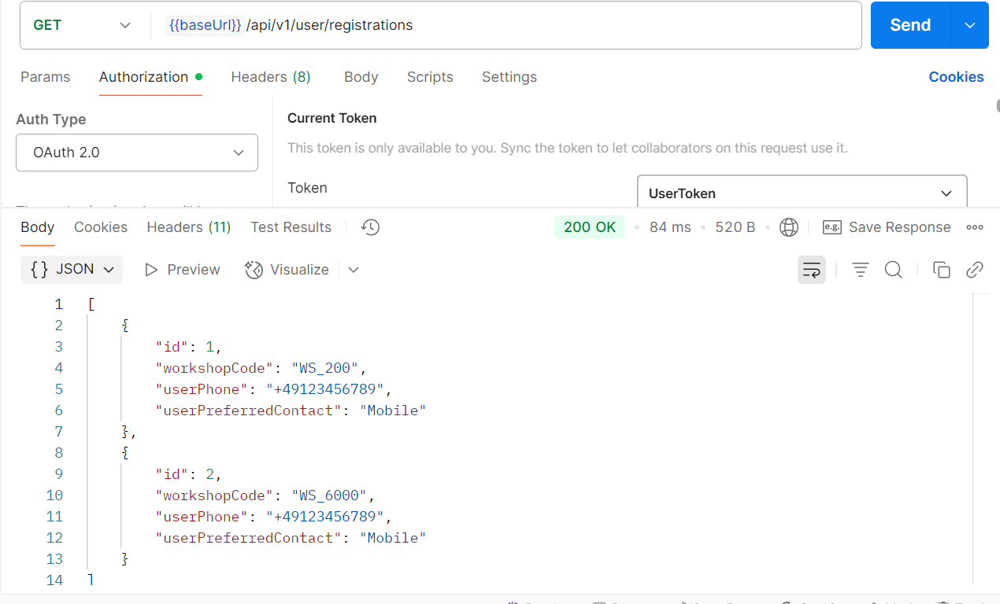 GET {{baseUrl}} /api/v1/user/registrations Send
Params Authorization Headers (8) Body Scripts Settings Cookies
Auth Type
OAuth 2.0
Current Token
This token is only available to you. Sync the token to let collaborators on this request use it.
Token UserToken
Body Cookies Headers (11) Test Results 200 OK 84 ms 520 B e.g. Save Response
{} JSON Preview Visualize
1 [
2 {
3 "id": 1,
4 "workshopCode": "WS_200",
5 "userPhone": "+49123456789",
6 "userPreferredContact": "Mobile"
7 },
8 {
9 "id": 2,
10 "workshopCode": "WS_6000",
11 "userPhone": "+49123456789",
12 "userPreferredContact": "Mobile"
13 }
14 ]